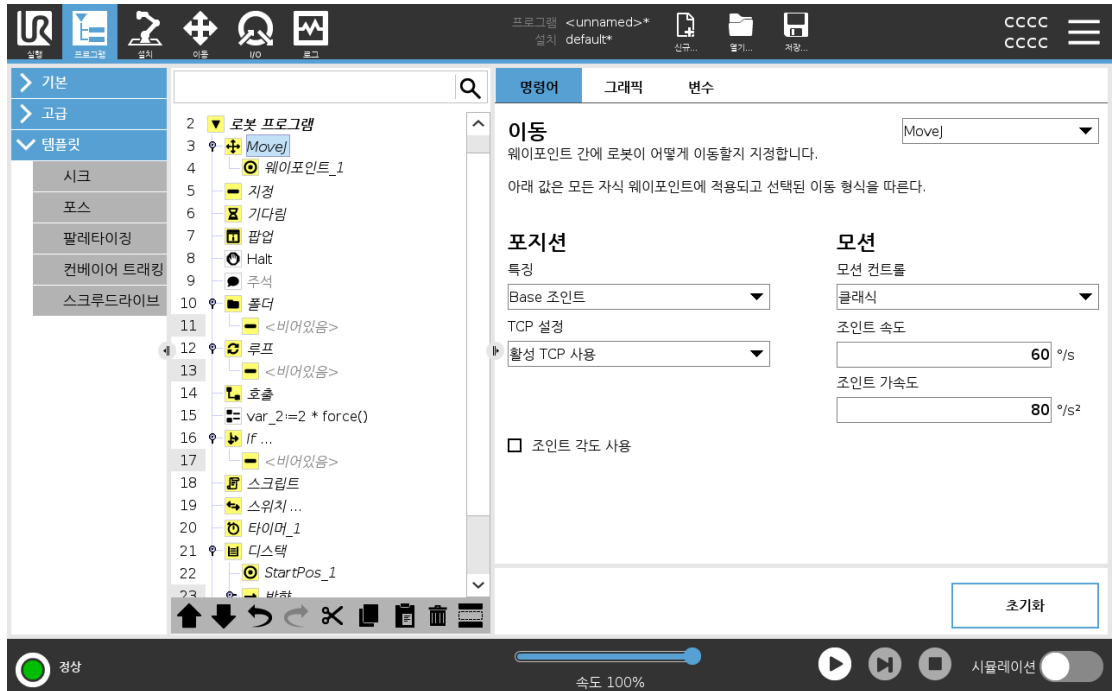 UR
실행
프로그램
설치
이동
I/O
로그
프로그램 <unnamed>*
설치 default*
신규...
열기...
저장...
cccc
cccc
기본
고급
템플릿
시크
포스
팔레타이징
컨베이어 트래킹
스크루드라이브
2 로봇 프로그램
3 MoveJ
4 웨이포인트_1
5 지정
6 기다림
7 팝업
8 Halt
9 주석
10 폴더
11 <비어있음>
12 루프
13 <비어있음>
14 호출
15 var_2:=2 * force()
16 If ...
17 <비어있음>
18 스크립트
19 스위치 ...
20 타이머_1
21 디스택
22 StartPos_1
23 방향
명령어
그래픽
변수
이동
MoveJ
웨이포인트 간에 로봇이 어떻게 이동할지 지정합니다.
아래 값은 모든 자식 웨이포인트에 적용되고 선택된 이동 형식을 따른다.
포지션
특징
Base 조인트
TCP 설정
활성 TCP 사용
조인트 각도 사용
모션
모션 컨트롤
클래식
조인트 속도
60 °/s
조인트 가속도
80 °/s²
초기화
정상
속도 100%
시뮬레이션